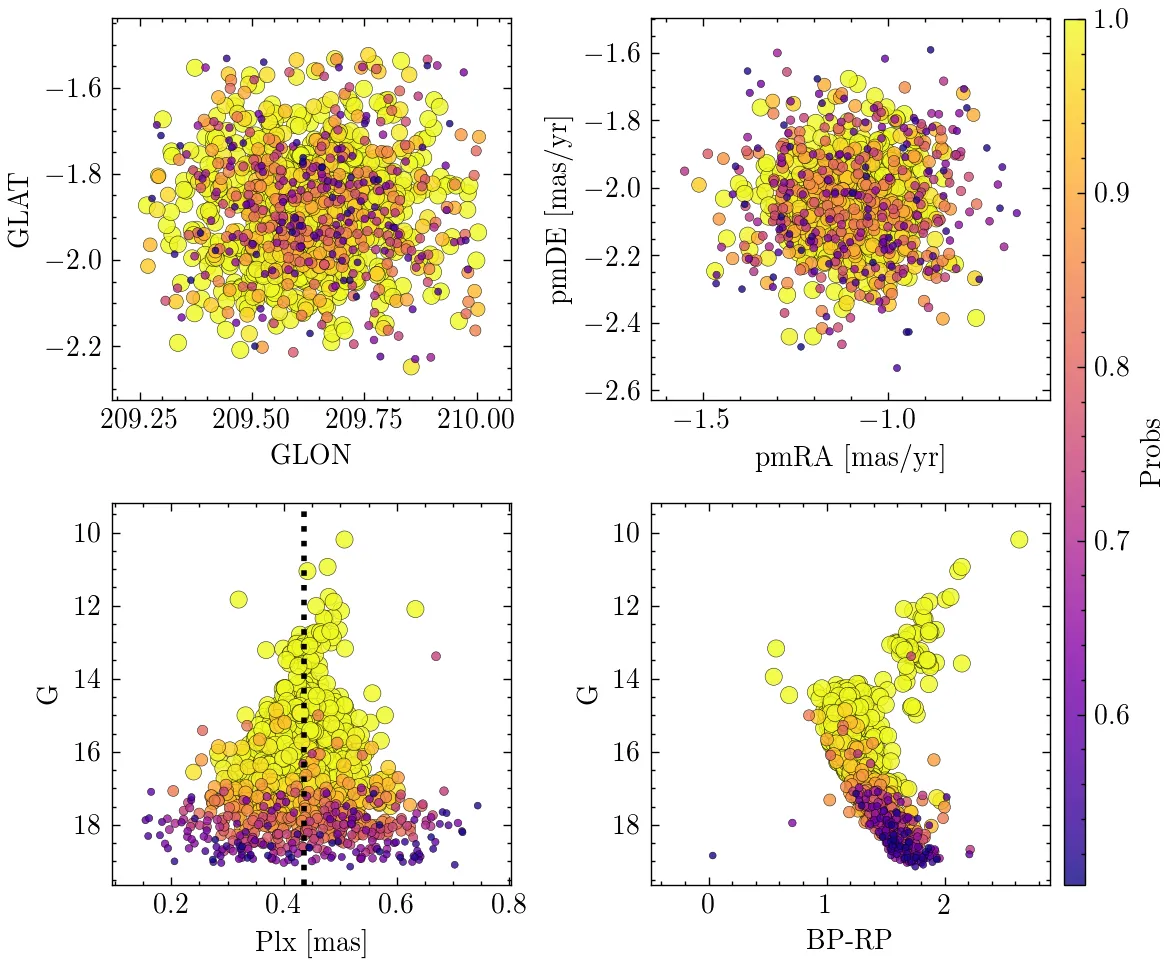 −1.6
−1.8
−2.0
−2.2
GLAT
209.25 209.50 209.75 210.00
GLON
−1.6
−1.8
−2.0
−2.2
−2.4
−2.6
pmDE [mas/yr]
−1.5 −1.0
pmRA [mas/yr]
10
12
14
16
18
G
0.2 0.4 0.6 0.8
Plx [mas]
10
12
14
16
18
G
0 1 2
BP-RP
1.0
0.9
0.8
0.7
0.6
Probs